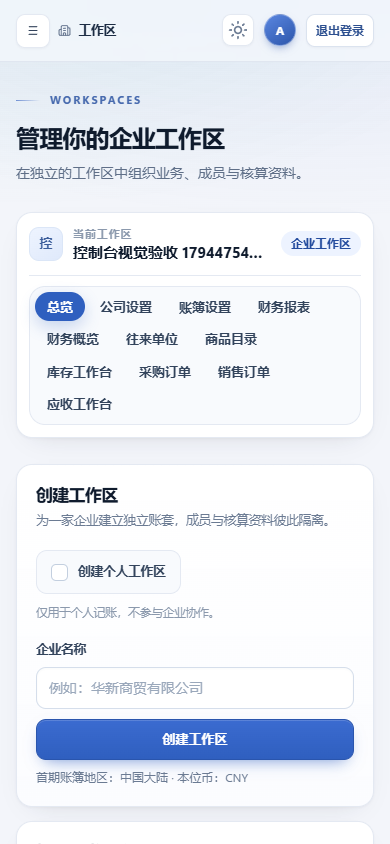 ☰ 工作区 A 退出登录
WORKSPACES
管理你的企业工作区
在独立的工作区中组织业务、成员与核算资料。
控 当前工作区
控制台视觉验收 17944754... 企业工作区
总览 公司设置 账簿设置 财务报表
财务概览 往来单位 商品目录
库存工作台 采购订单 销售订单
应收工作台
创建工作区
为一家企业建立独立账套，成员与核算资料彼此隔离。
创建个人工作区
仅用于个人记账，不参与企业协作。
企业名称
例如：华新商贸有限公司
创建工作区
首期账簿地区：中国大陆 · 本位币：CNY